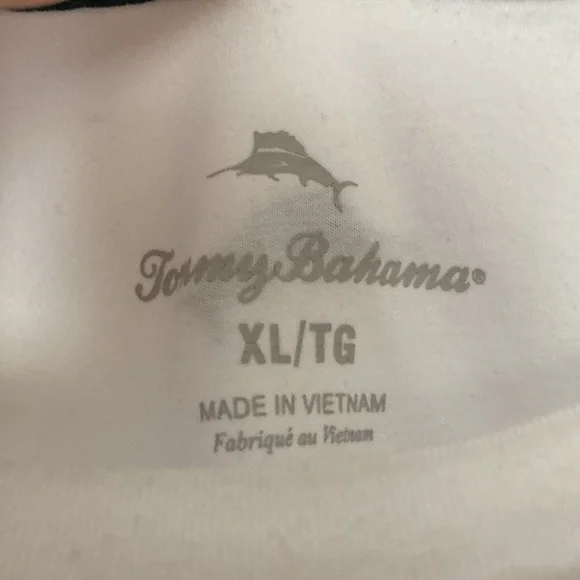 Tommy Bahama®
XL/TG
MADE IN VIETNAM
Fabriqué au Vietnam